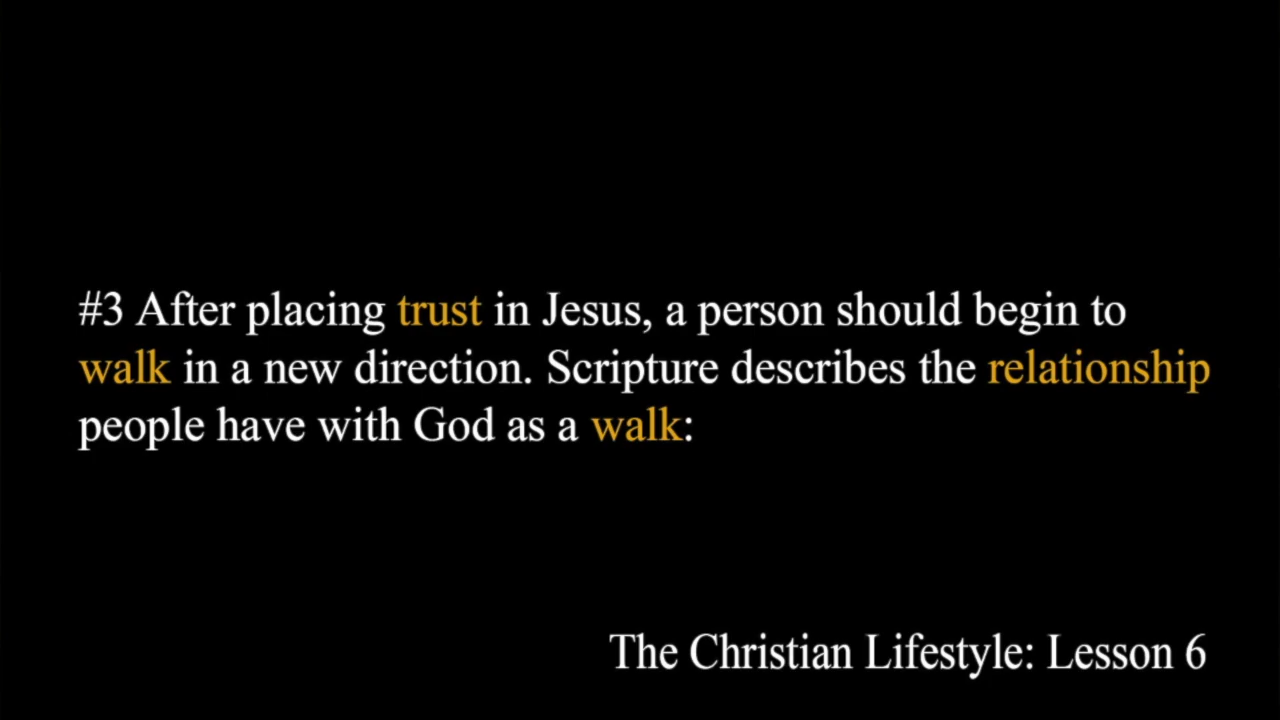 #3 After placing trust in Jesus, a person should begin to
walk in a new direction. Scripture describes the relationship
people have with God as a walk:
The Christian Lifestyle: Lesson 6